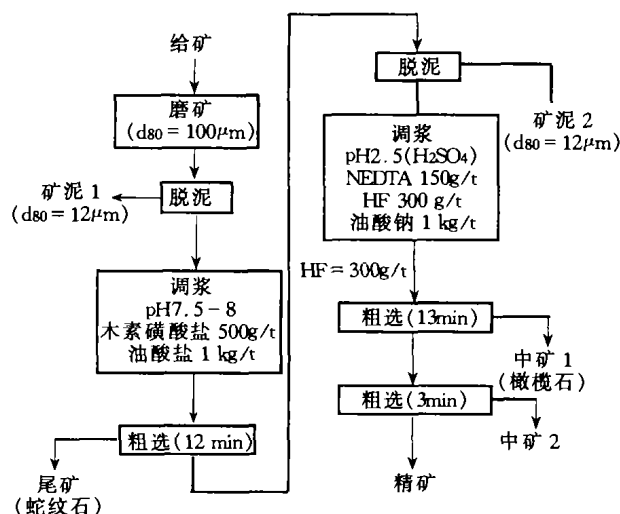 给矿
磨矿
(d80 = 100μm)
矿泥 1
(d80 = 12μm)
脱泥
调浆
pH7.5-8
木素磺酸盐 500g/t
油酸盐 1 kg/t
粗选(12 min)
尾矿
(蛇纹石)
脱泥
矿泥 2
(d80 = 12μm)
调浆
pH2.5(H2SO4)
NEDTA 150g/t
HF 300 g/t
油酸钠 1 kg/t
HF = 300g/t
粗选(13min)
中矿 1
(橄榄石)
粗选(3min)
中矿 2
精矿